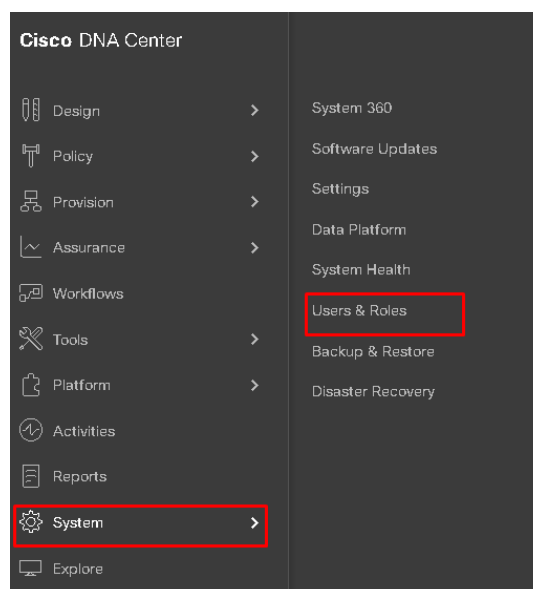 Cisco DNA Center
Design
Policy
Provision
Assurance
Workflows
Tools
Platform
Activities
Reports
System
Explore
System 360
Software Updates
Settings
Data Platform
System Health
Users & Roles
Backup & Restore
Disaster Recovery